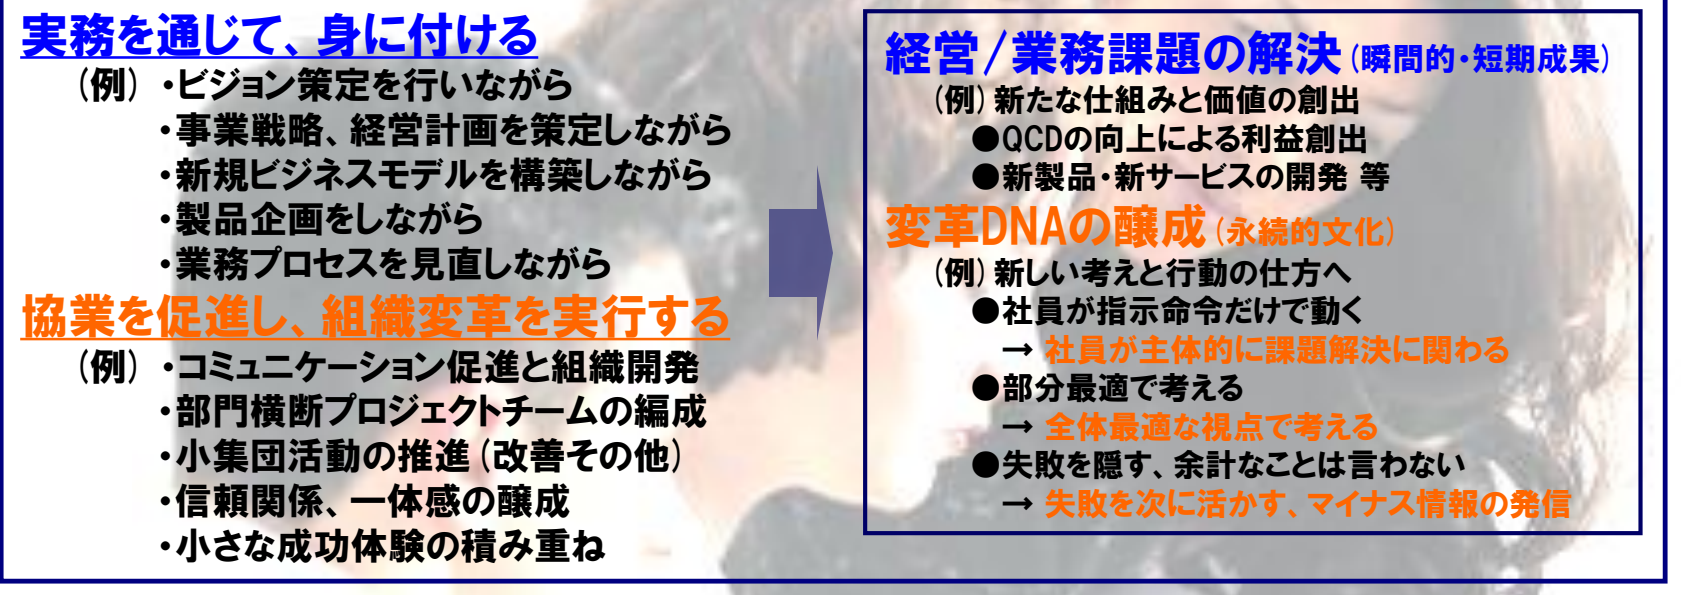 実務を通じて、身に付ける
（例）・ビジョン策定を行いながら
・事業戦略、経営計画を策定しながら
・新規ビジネスモデルを構築しながら
・製品企画をしながら
・業務プロセスを見直しながら
協業を促進し、組織変革を実行する
（例）・コミュニケーション促進と組織開発
・部門横断プロジェクトチームの編成
・小集団活動の推進（改善その他）
・信頼関係、一体感の醸成
・小さな成功体験の積み重ね
経営/業務課題の解決（瞬間的・短期成果）
（例）新たな仕組みと価値の創出
●QCDの向上による利益創出
●新製品・新サービスの開発 等
変革DNAの醸成（永続的文化）
（例）新しい考えと行動の仕方へ
●社員が指示命令だけで動く
→ 社員が主体的に課題解決に関わる
●部分最適で考える
→ 全体最適な視点で考える
●失敗を隠す、余計なことは言わない
→ 失敗を次に活かす、マイナス情報の発信